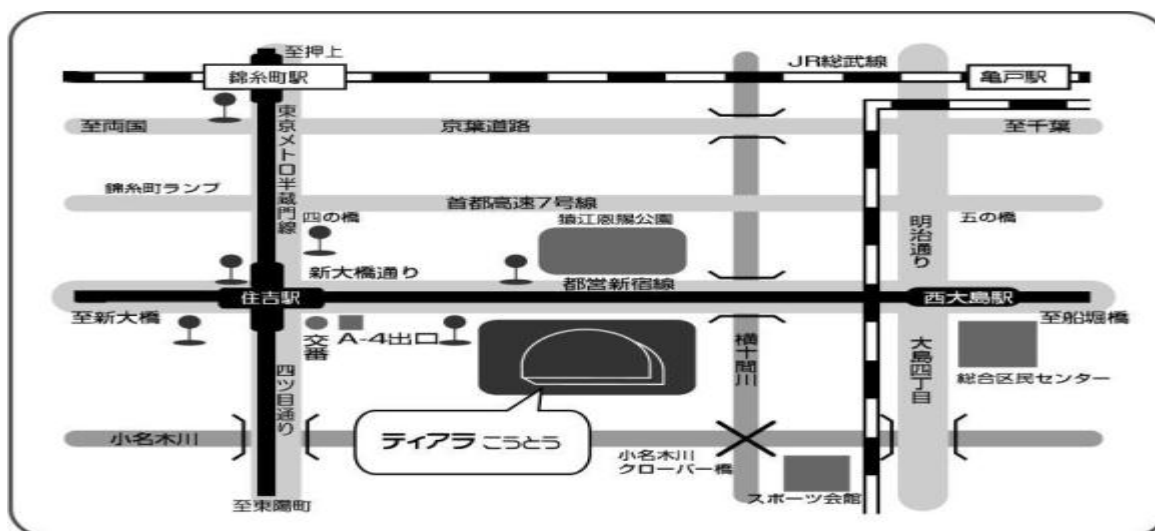 至押上
JR総武線
錦糸町駅
亀戸駅
至両国
京葉道路
至千葉
東京メトロ半蔵門線
錦糸町ランプ
首都高速7号線
四の橋
猿江恩賜公園
明治通り
五の橋
新大橋通り
都営新宿線
住吉駅
西大島駅
至新大橋
至船堀橋
交番
A-4出口
横十間川
大島四丁目
総合区民センター
四ツ目通り
ティアラこうとう
小名木川
小名木川
クローバー橋
スポーツ会館
至東陽町